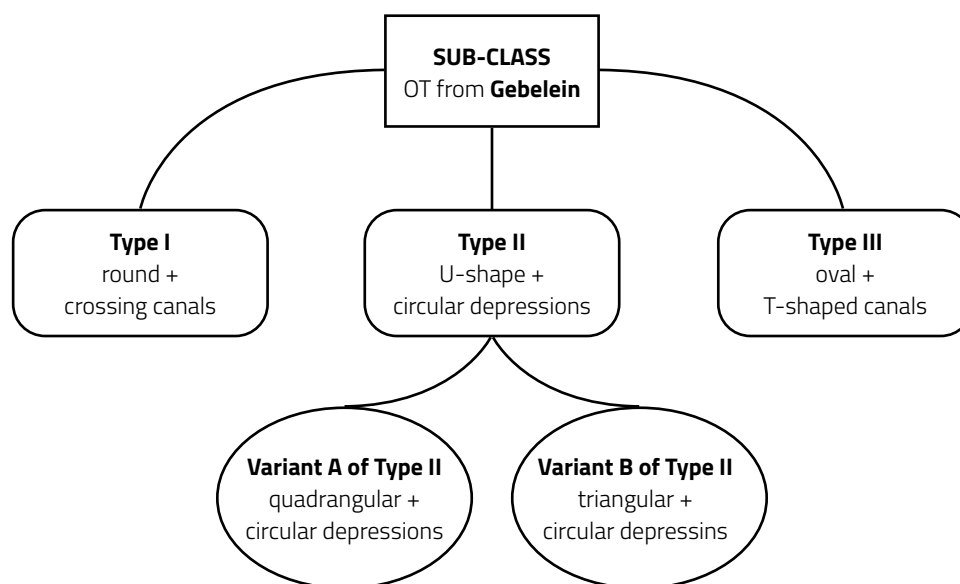 SUB-CLASS
OT from Gebelein
Type I
round +
crossing canals
Type II
U-shape +
circular depressions
Type III
oval +
T-shaped canals
Variant A of Type II
quadrangular +
circular depressions
Variant B of Type II
triangular +
circular depressins